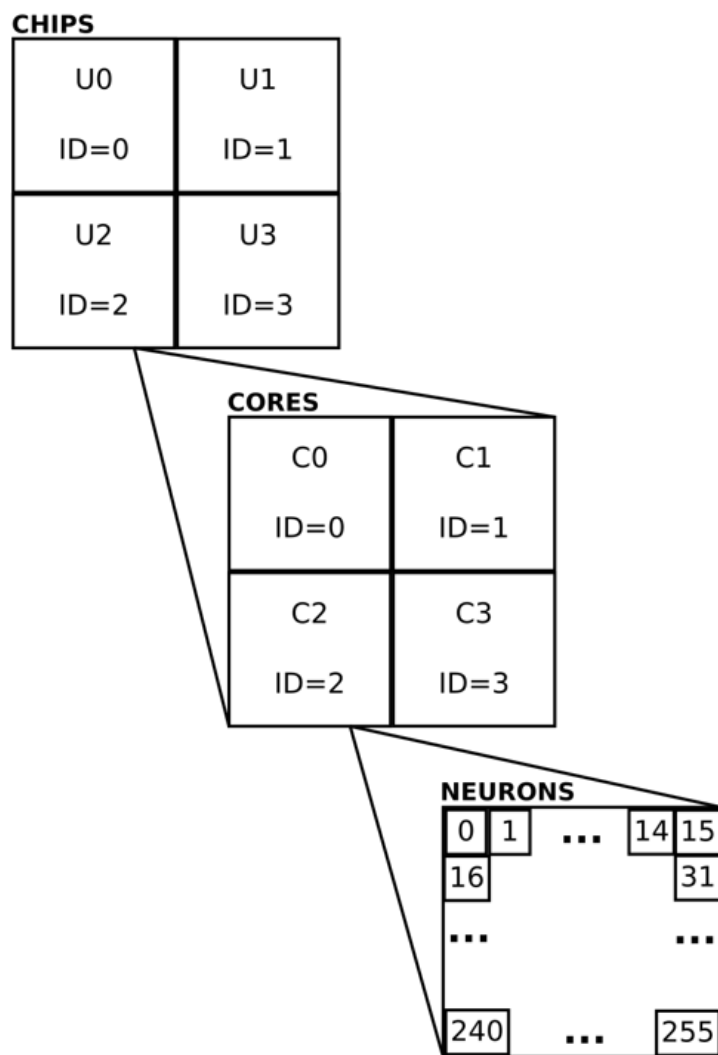 CHIPS
U0 U1
ID=0 ID=1
U2 U3
ID=2 ID=3
CORES
C0 C1
ID=0 ID=1
C2 C3
ID=2 ID=3
NEURONS
0 1 ... 14 15
16 31
... ...
240 ... 255